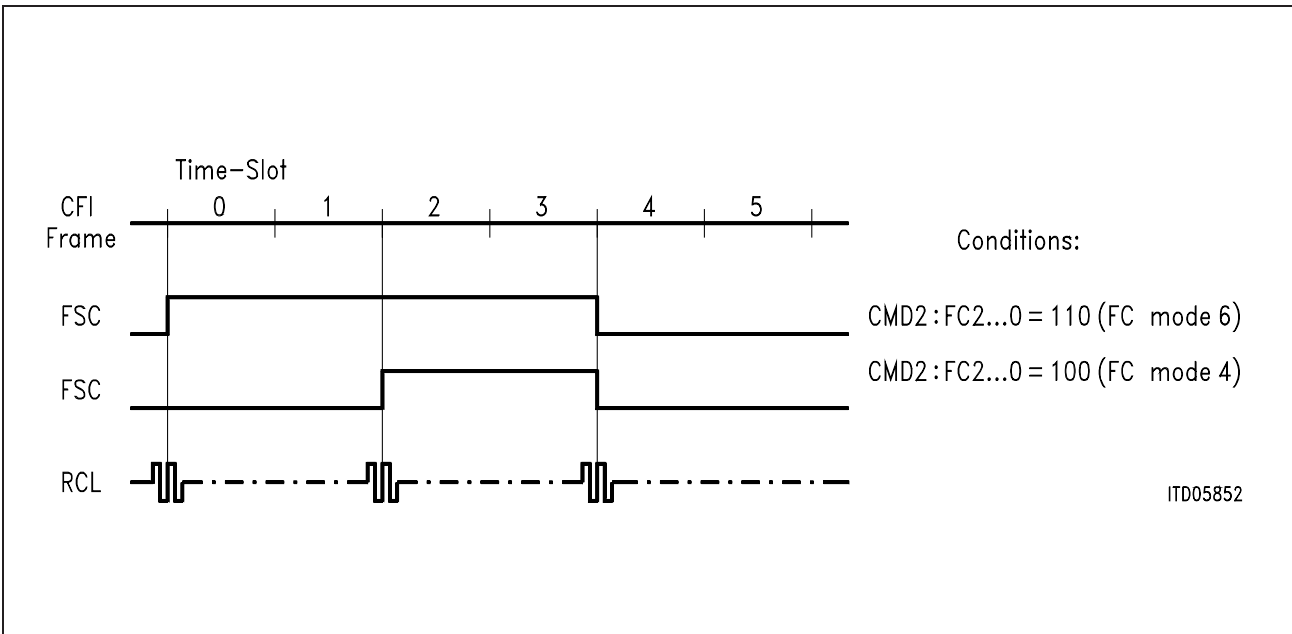 Time-Slot
CFI
Frame
0 1 2 3 4 5
Conditions:
FSC
CMD2:FC2...0 = 110 (FC mode 6)
FSC
CMD2:FC2...0 = 100 (FC mode 4)
RCL
ITD05852